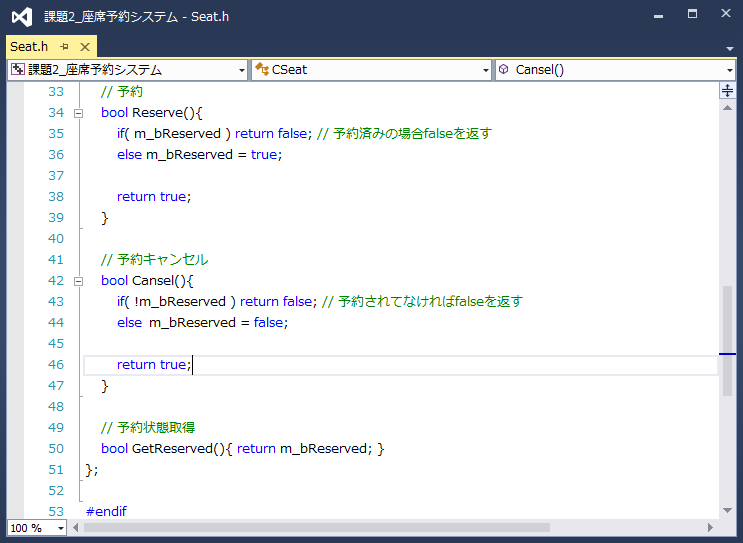 課題2_座席予約システム - Seat.h
Seat.h
課題2_座席予約システム CSeat Cansel()
33 // 予約
34 bool Reserve(){
35 if( m_bReserved ) return false; // 予約済みの場合falseを返す
36 else m_bReserved = true;
37
38 return true;
39 }
40
41 // 予約キャンセル
42 bool Cansel(){
43 if( !m_bReserved ) return false; // 予約されてなければfalseを返す
44 else m_bReserved = false;
45
46 return true;
47 }
48
49 // 予約状態取得
50 bool GetReserved(){ return m_bReserved; }
51 };
52
53 #endif
100 %